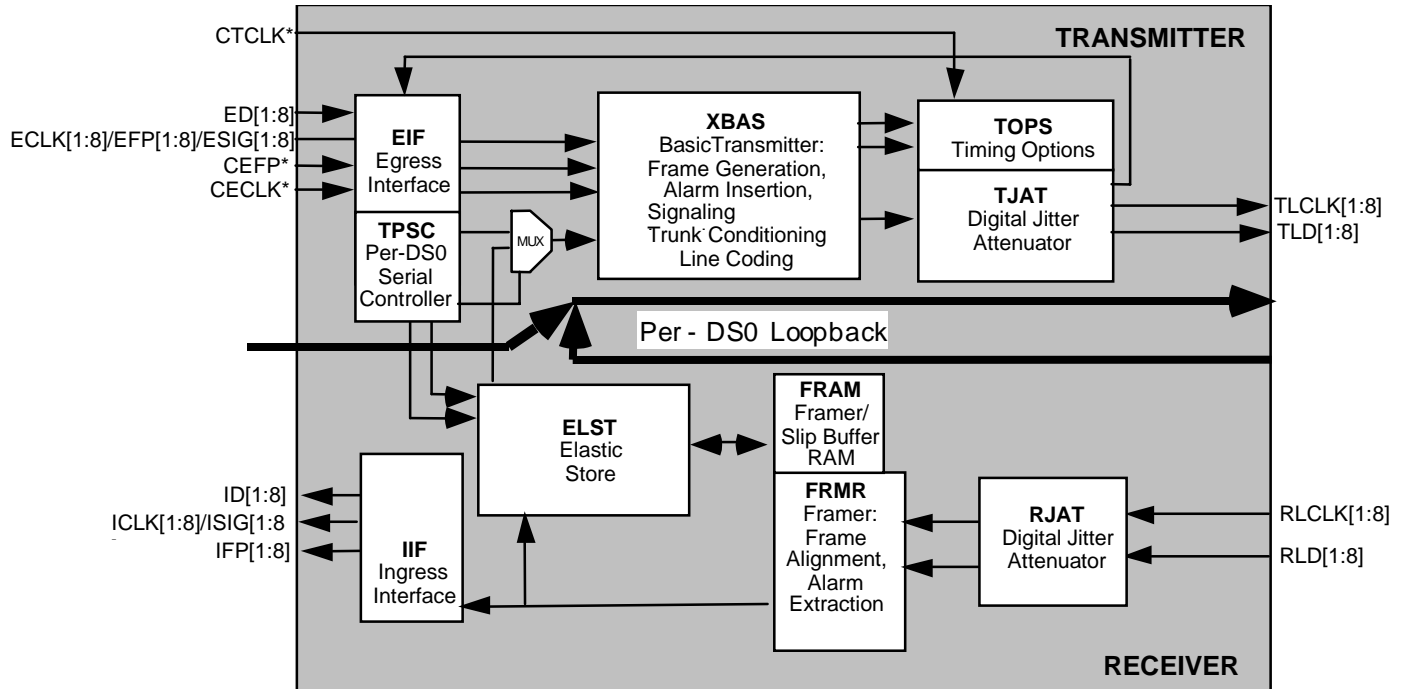 CTCLK*
TRANSMITTER
ED[1:8]
ECLK[1:8]/EFP[1:8]/ESIG[1:8]
CEFP*
CECLK*
EIF
Egress
Interface
TPSC
Per-DS0
Serial
Controller
MUX
XBAS
BasicTransmitter:
Frame Generation,
Alarm Insertion,
Signaling
Trunk Conditioning
Line Coding
TOPS
Timing Options
TJAT
Digital Jitter
Attenuator
TLCLK[1:8]
TLD[1:8]
Per - DS0 Loopback
ELST
Elastic
Store
FRAM
Framer/
Slip Buffer
RAM
FRMR
Framer:
Frame
Alignment,
Alarm
Extraction
RJAT
Digital Jitter
Attenuator
RLCLK[1:8]
RLD[1:8]
ID[1:8]
ICLK[1:8]/ISIG[1:8
IFP[1:8]
IIF
Ingress
Interface
RECEIVER